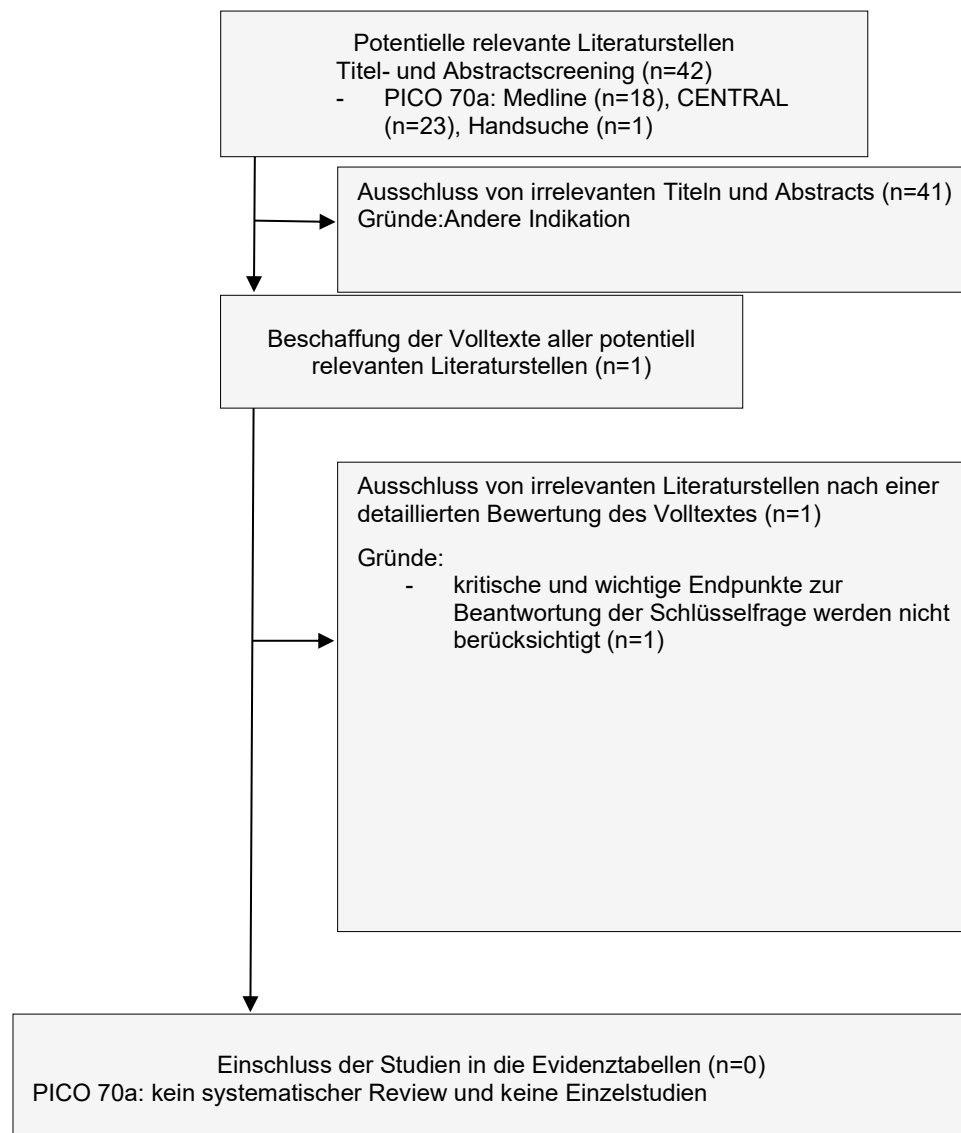 Potentielle relevante Literaturstellen
Titel- und Abstractscreening (n=42)
- PICO 70a: Medline (n=18), CENTRAL
(n=23), Handsuche (n=1)
Ausschluss von irrelevanten Titeln und Abstracts (n=41)
Gründe:Andere Indikation
Beschaffung der Volltexte aller potentiell
relevanten Literaturstellen (n=1)
Ausschluss von irrelevanten Literaturstellen nach einer
detaillierten Bewertung des Volltextes (n=1)
Gründe:
- kritische und wichtige Endpunkte zur
Beantwortung der Schlüsselfrage werden nicht
berücksichtigt (n=1)
Einschluss der Studien in die Evidenztabellen (n=0)
PICO 70a: kein systematischer Review und keine Einzelstudien